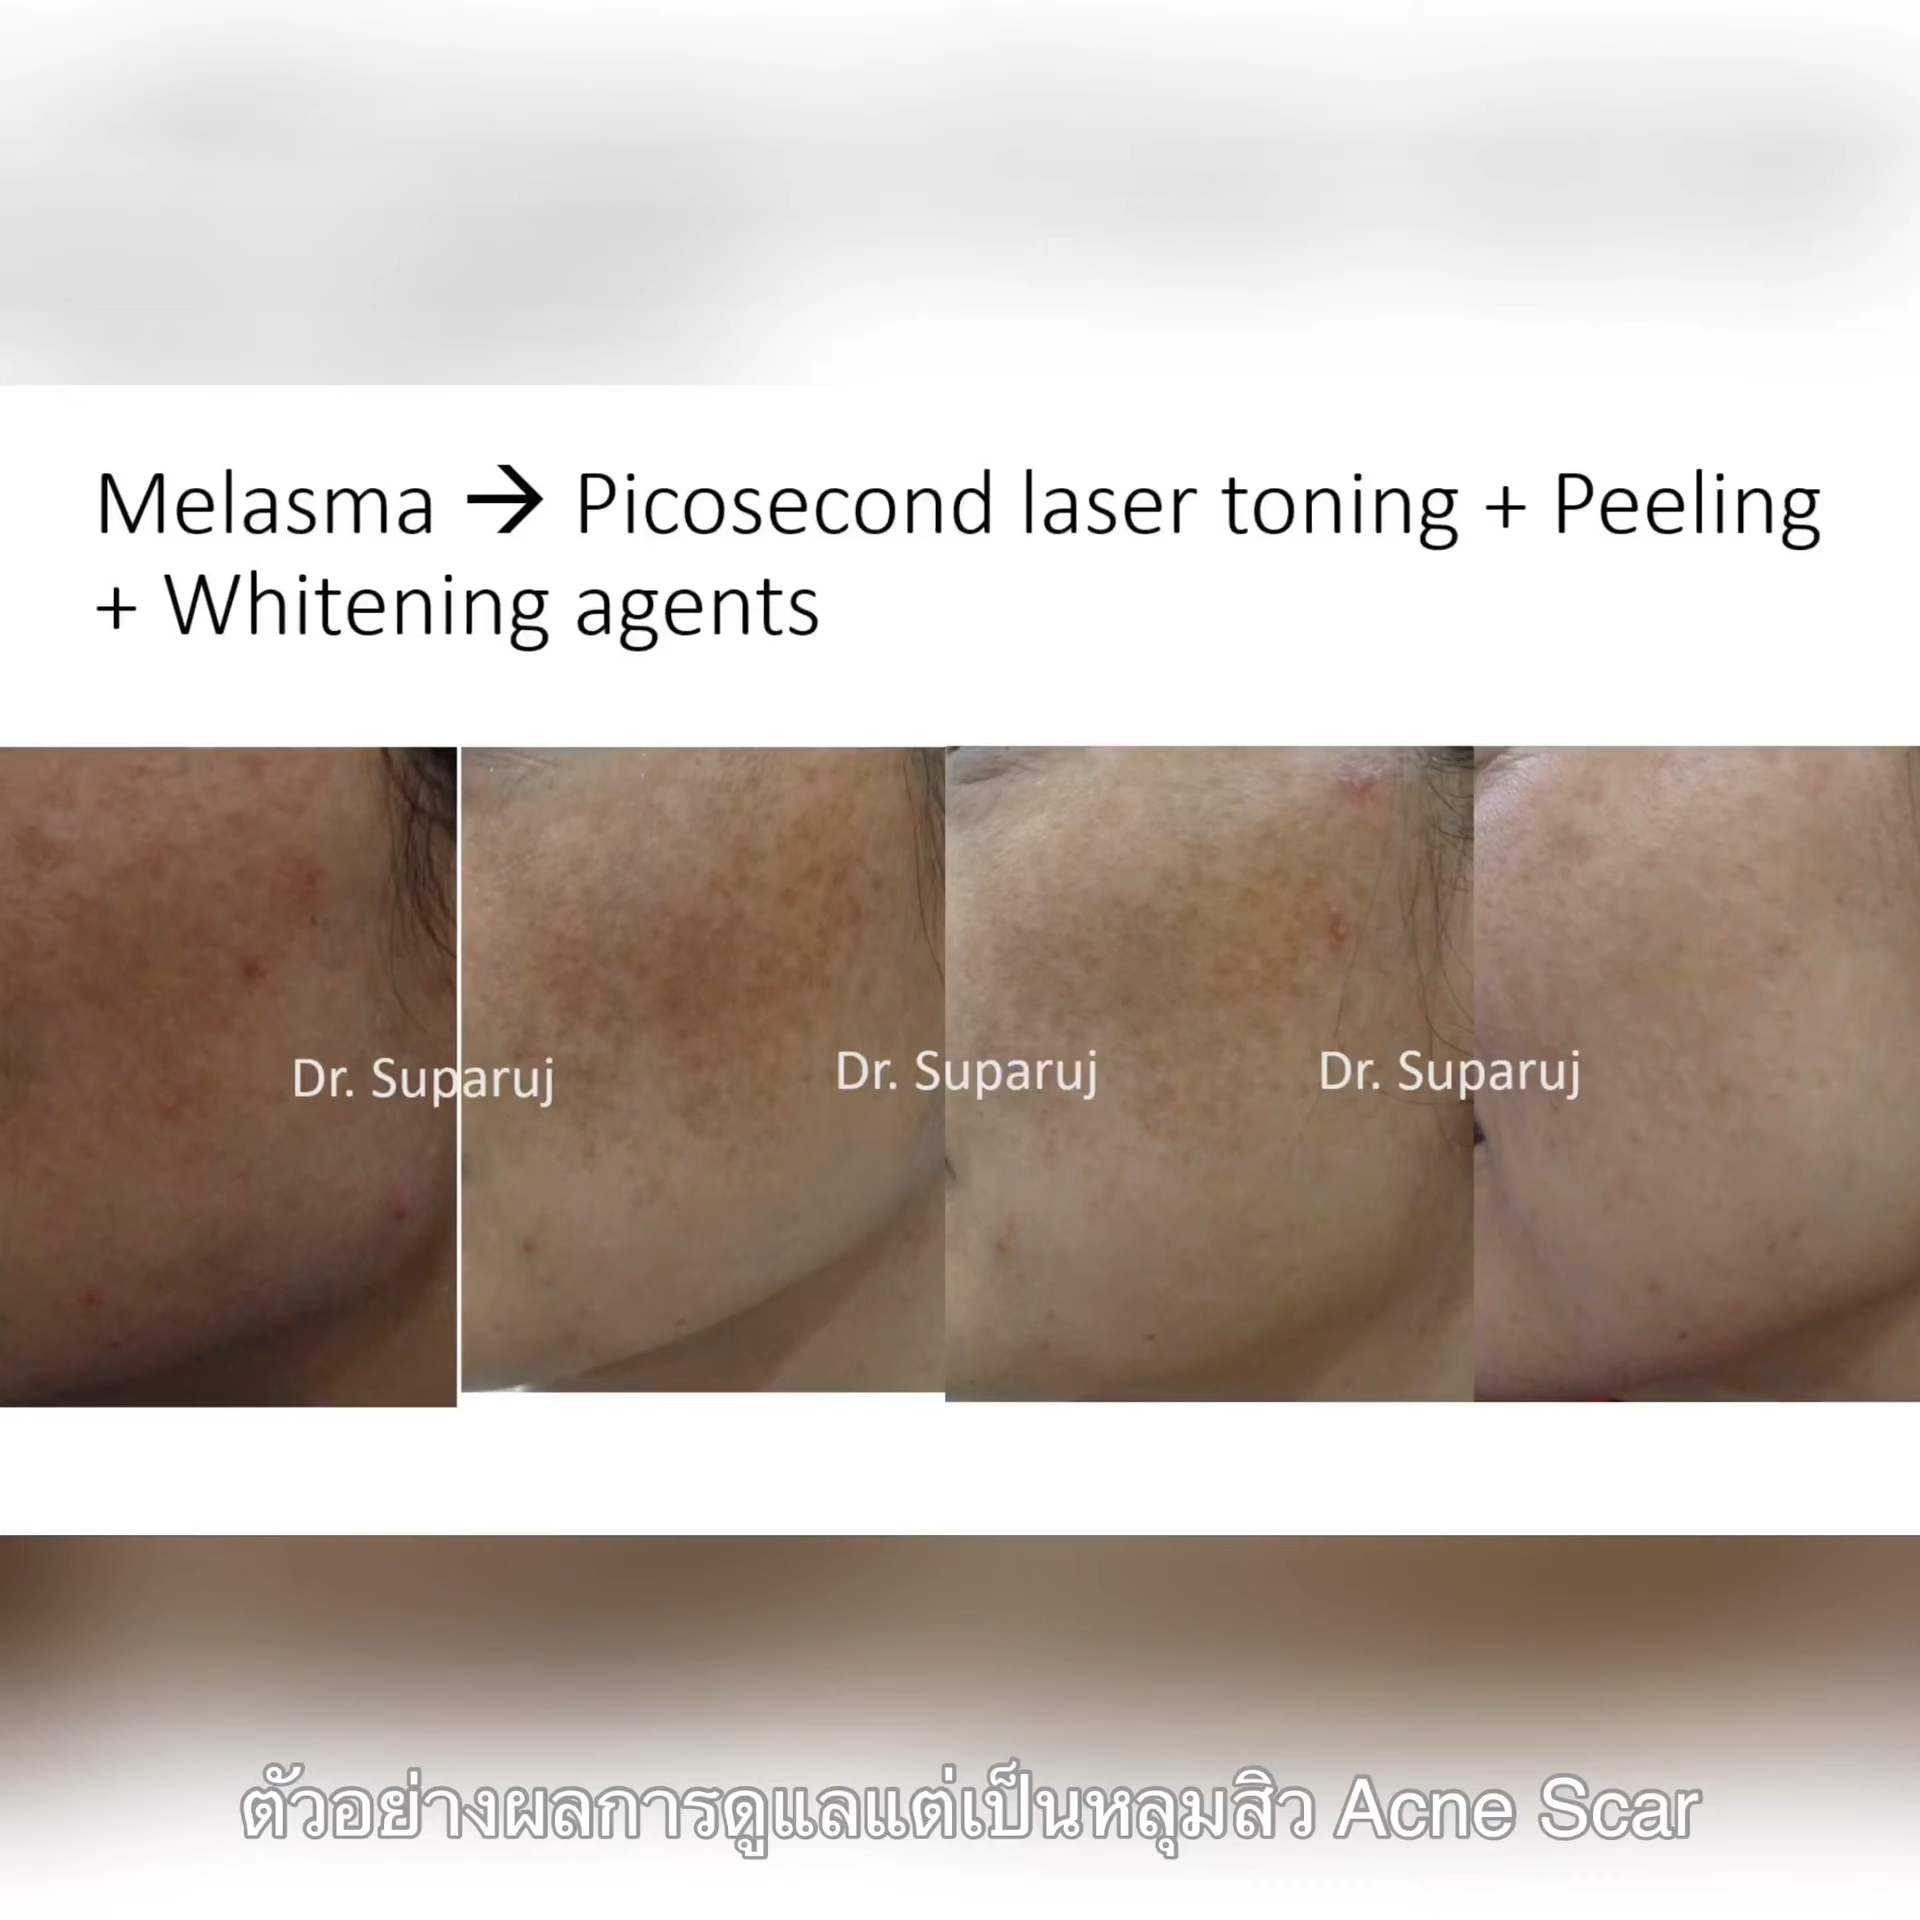 Melasma → Picosecond laser toning + Peeling
+ Whitening agents
Dr. Suparuj
Dr. Suparuj
Dr. Suparuj
ตัวอย่างผลการดูแลแต่เป็นหลุมสิว Acne Scar